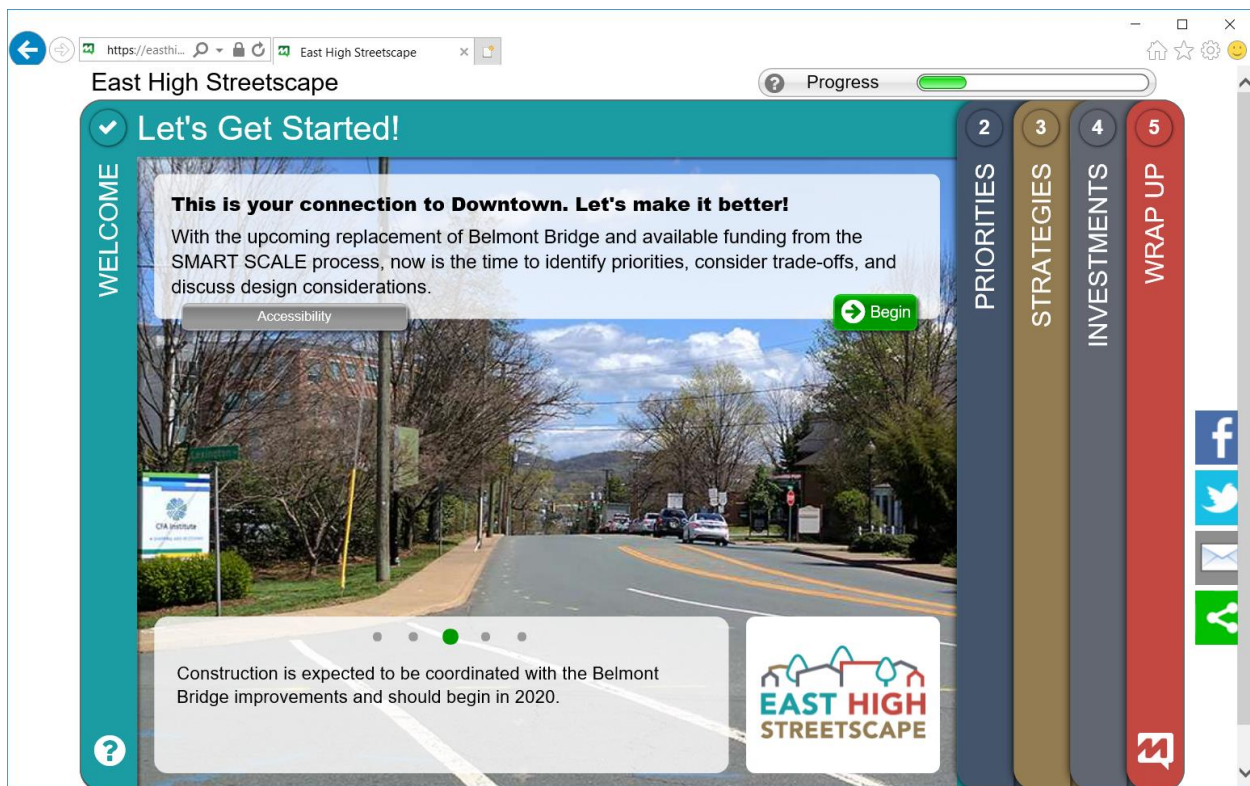 https://easthi...
East High Streetscape
East High Streetscape
Progress
Let's Get Started!
WELCOME
This is your connection to Downtown. Let's make it better!
With the upcoming replacement of Belmont Bridge and available funding from the
SMART SCALE process, now is the time to identify priorities, consider trade-offs, and
discuss design considerations.
Accessibility
Begin
Lexington
CFA Institute
Construction is expected to be coordinated with the Belmont
Bridge improvements and should begin in 2020.
EAST HIGH
STREETSCAPE
2
PRIORITIES
3
STRATEGIES
4
INVESTMENTS
5
WRAP UP